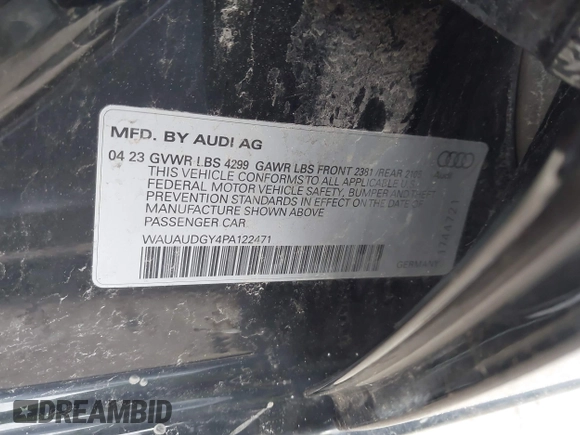 MFD. BY AUDI AG
04 23 GVWR LBS 4299 GAWR LBS FRONT 2381 /REAR 2105
THIS VEHICLE CONFORMS TO ALL APPLICABLE U.S.
FEDERAL MOTOR VEHICLE SAFETY, BUMPER AND THEFT
PREVENTION STANDARDS IN EFFECT ON THE DATE OF
MANUFACTURE SHOWN ABOVE
PASSENGER CAR
WAUAUDGY4PA122471
Audi
GERMANY
DREAMBID